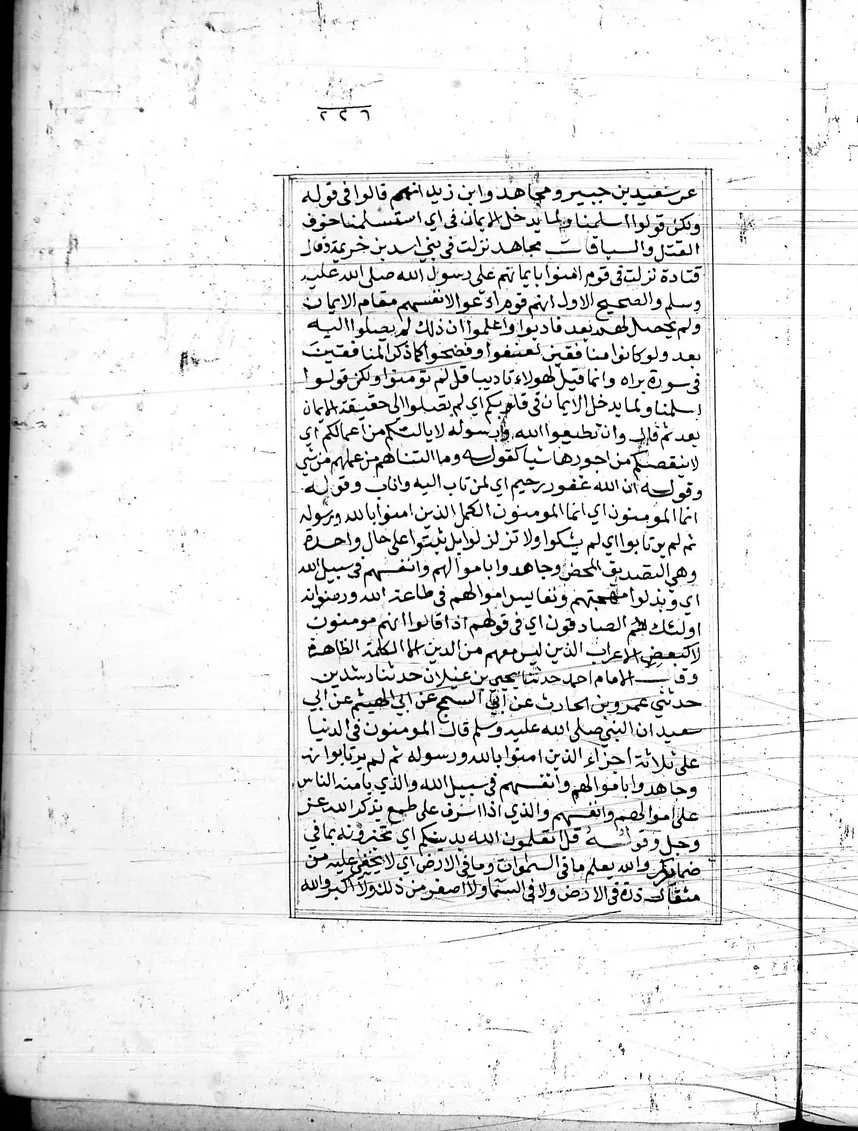 ٢٢٦
عن سعيد بن جبير ومجاهد وابن زيد انهم قالوا في قوله
ولكن قولوا اسلمنا ولما يدخل الايمان في اي استسلمنا خوف
القتل والسبا قال مجاهد نزلت في بني اسد بن خزيمة وقال
قتادة نزلت في قوم امنوا بايمانهم على رسول الله صلى الله عليه
وسلم والصحيح الاول انهم قوم ادعوا لانفسهم مقام الايمان
ولم يحصل لهم بعد فادبوا واعلموا ان ذلك لم يصلوا اليه
بعد ولو كانوا منافقين لعنفوا وفضحوا كما ذكر المنافقين
في سورة براه وانما قيل لهولاء تاديبا قل لم تومنوا ولكن قولوا
اسلمنا ولما يدخل الايمان في قلوبكم اي لم تصلوا الى حقيقة الايمان
بعد ثم قال وان تطيعوا الله ورسوله لا يالتكم من اعمالكم اي
لا ينقصكم من اجورها شيا كقوله وما التناهم من عملهم من شي
وقوله ان الله غفور رحيم اي لمن تاب اليه واناب وقوله
انما المومنون اي انما المومنون الكمل الذين امنوا بالله ورسوله
ثم لم يرتابوا اي لم يشكوا ولا تزلزلوا بل ثبتوا على حال واحدة
وهي التصديق المحض وجاهدوا باموالهم وانفسهم في سبيل الله
اي وبذلوا مهجتهم ونفايس اموالهم في طاعة الله ورضوانه
اولئك هم الصادقون اي في قولهم اذا قالوا انهم مومنون
لا كبعض الاعراب الذين ليس معهم من الدين الا الكلمة الظاهرة
وقال الامام احمد حدثنا يحيى بن غيلان حدثنا رشدين
حدثني عمرو بن الحارث عن ابي السمح عن ابي الهيثم عن ابي
سعيد ان النبي صلى الله عليه وسلم قال المومنون في الدنيا
على ثلاثة اجزاء الذين امنوا بالله ورسوله ثم لم يرتابوا
وجاهدوا باموالهم وانفسهم في سبيل الله والذي يامنه الناس
على اموالهم وانفسهم والذي اذا اشرف على طمع تركه لله عز
وجل وقوله قل اتعلمون الله بدينكم اي تخبرونه بما في
ضمائركم والله يعلم ما في السموات وما في الارض اي لا يخفى عليه من
مثقال ذرة في الارض ولا في السما ولا اصغر من ذلك ولا اكبر والله